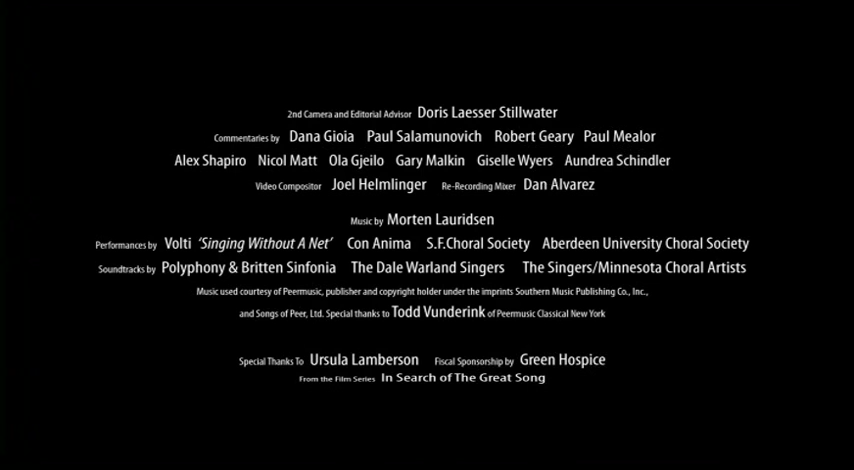 2nd Camera and Editorial Advisor Doris Laesser Stillwater
Commentaries by Dana Gioia Paul Salamunovich Robert Geary Paul Mealor
Alex Shapiro Nicol Matt Ola Gjeilo Gary Malkin Giselle Wyers Aundrea Schindler
Video Compositor Joel Helmlinger Re-Recording Mixer Dan Alvarez
Music by Morten Lauridsen
Performances by Volti ‘Singing Without A Net’ Con Anima S.F.Choral Society Aberdeen University Choral Society
Soundtracks by Polyphony & Britten Sinfonia The Dale Warland Singers The Singers/Minnesota Choral Artists
Music used courtesy of Peermusic, publisher and copyright holder under the imprints Southern Music Publishing Co., Inc.,
and Songs of Peer, Ltd. Special thanks to Todd Vunderink of Peermusic Classical New York
Special Thanks To Ursula Lamberson Fiscal Sponsorship by Green Hospice
From the Film Series In Search of The Great Song